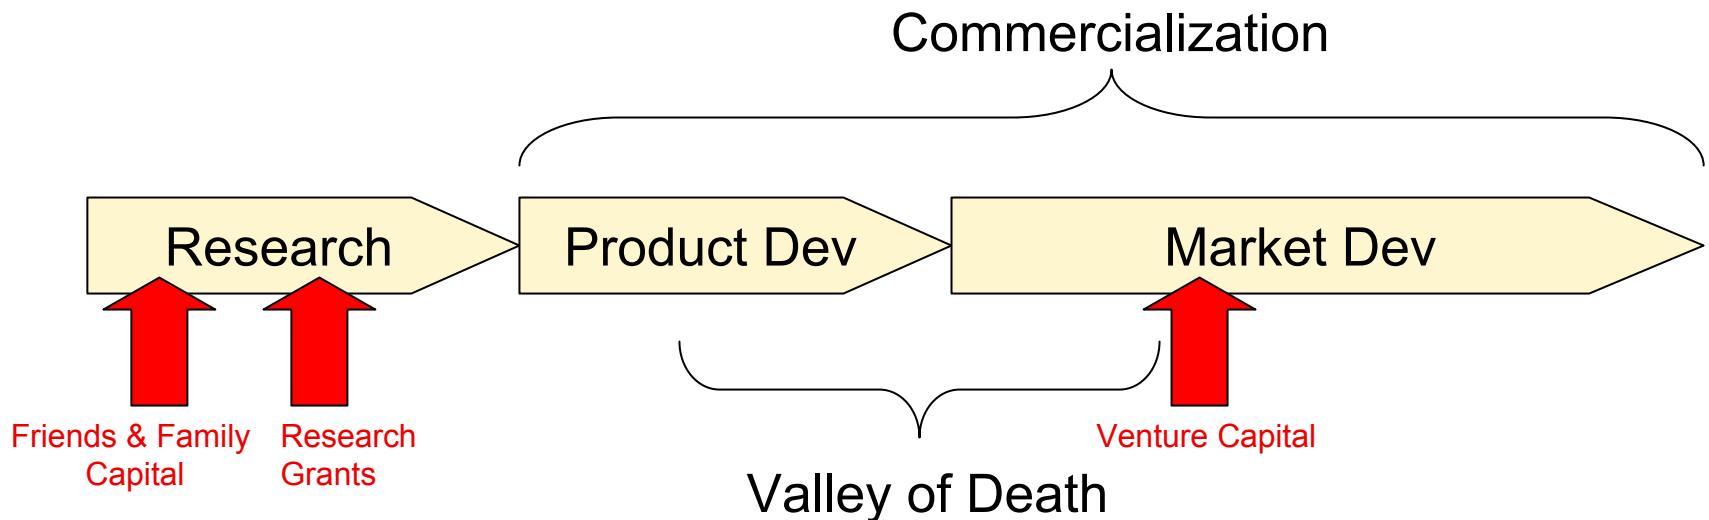 Commercialization
Research
Product Dev
Market Dev
Friends & Family
Capital
Research
Grants
Venture Capital
Valley of Death